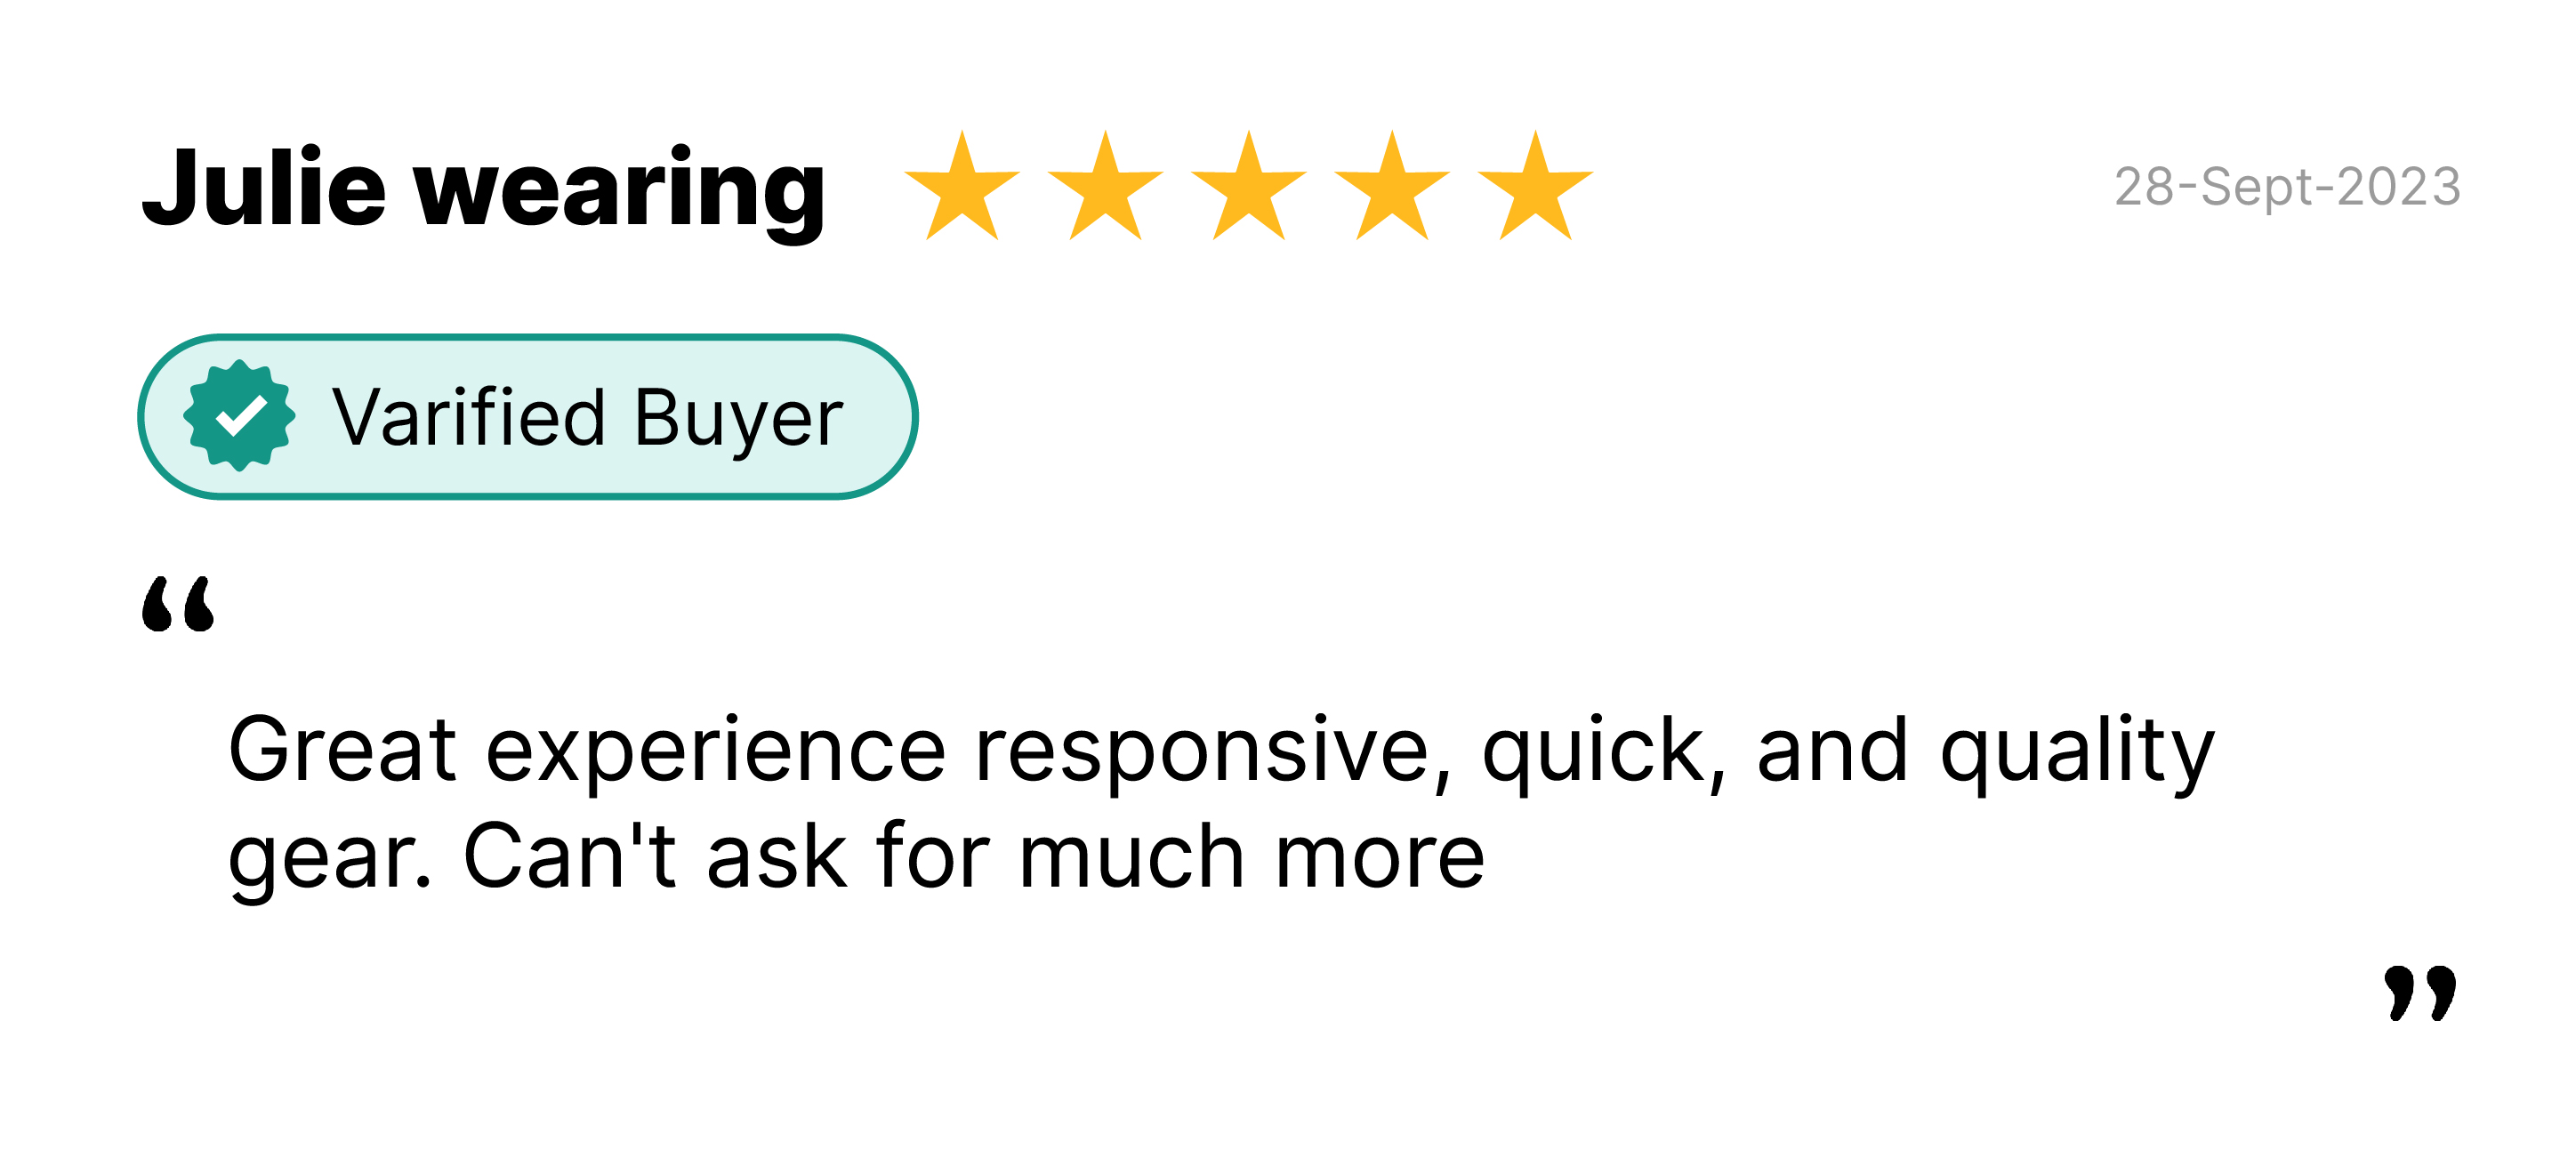 Julie wearing
28-Sept-2023
Varified Buyer
“
Great experience responsive, quick, and quality
gear. Can't ask for much more
”